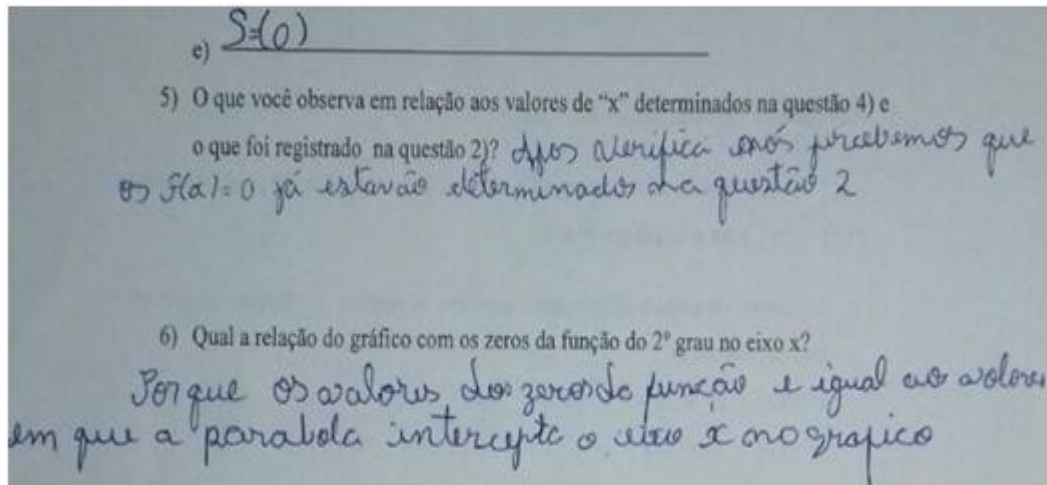 e) S=(0)
5) O que você observa em relação aos valores de “x” determinados na questão 4) e
o que foi registrado na questão 2)? Apos verifica nós percebemos que
os f(x)=0 já estavão determinados na questão 2
6) Qual a relação do gráfico com os zeros da função do 2º grau no eixo x?
Porque os valores dos zeros da função e igual aos valores
em que a parabola intercepta o eixo x no grafico